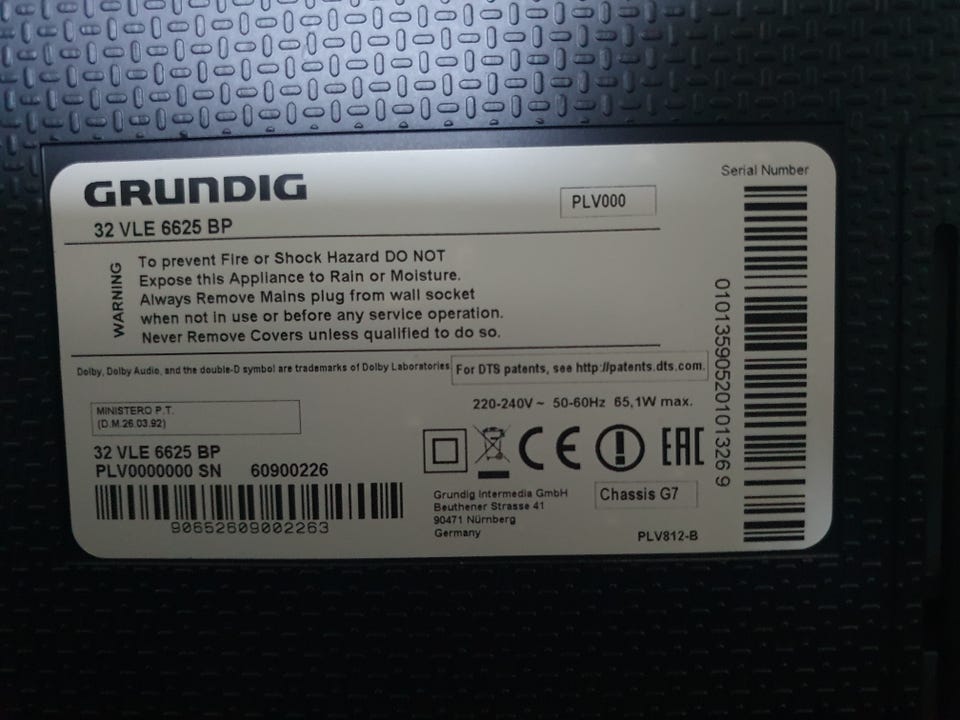 GRUNDIG
32 VLE 6625 BP
PLV000
WARNING
To prevent Fire or Shock Hazard DO NOT
Expose this Appliance to Rain or Moisture.
Always Remove Mains plug from wall socket
when not in use or before any service operation.
Never Remove Covers unless qualified to do so.
Dolby, Dolby Audio, and the double-D symbol are trademarks of Dolby Laboratories
For DTS patents, see http://patents.dts.com.
MINISTERO P.T.
(D.M.26.03.92)
220-240V ~ 50-60Hz 65,1W max.
32 VLE 6625 BP
PLV0000000 SN 60900226
90652609002263
CE
EAC
Grundig Intermedia GmbH
Beuthener Strasse 41
90471 Nürnberg
Germany
Chassis G7
PLV812-B
Serial Number
01013590520101326 9